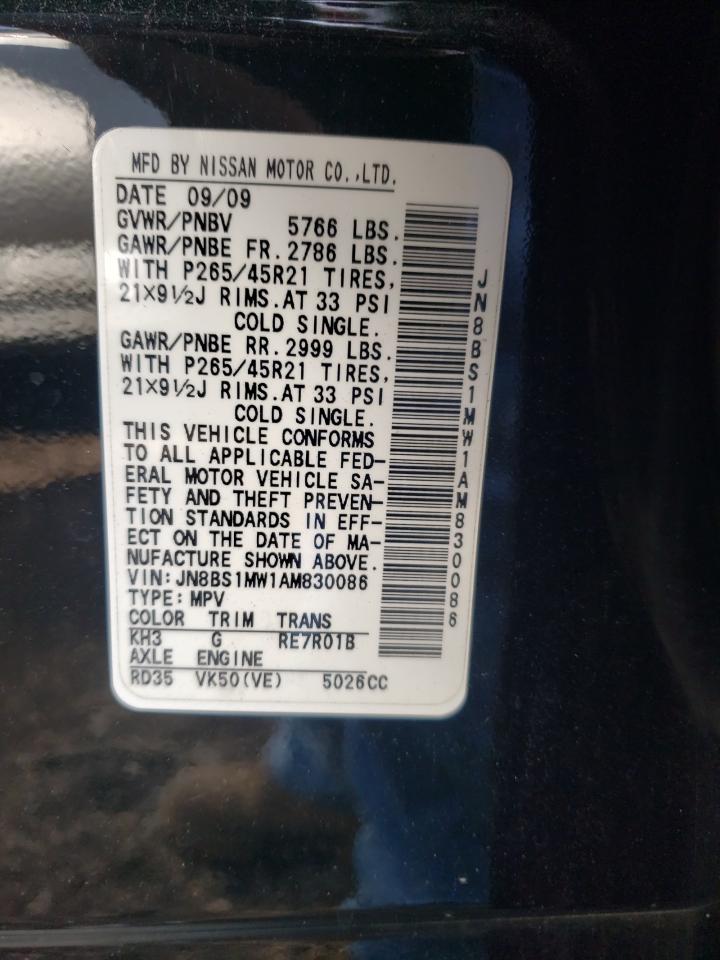 MFD BY NISSAN MOTOR CO.,LTD.
DATE 09/09
GVWR/PNBV 5766 LBS.
GAWR/PNBE FR. 2786 LBS.
WITH P265/45R21 TIRES,
21X9½J RIMS.AT 33 PSI
COLD SINGLE.
GAWR/PNBE RR. 2999 LBS.
WITH P265/45R21 TIRES,
21X9½J RIMS.AT 33 PSI
COLD SINGLE.
THIS VEHICLE CONFORMS
TO ALL APPLICABLE FED-
ERAL MOTOR VEHICLE SA-
FETY AND THEFT PREVEN-
TION STANDARDS IN EFF-
ECT ON THE DATE OF MA-
NUFACTURE SHOWN ABOVE.
VIN:JN8BS1MW1AM830086
TYPE:MPV
COLOR TRIM TRANS
KH3 G RE7R01B
AXLE ENGINE
RD35 VK50(VE) 5026CC
JN8BS1MW1AM830086